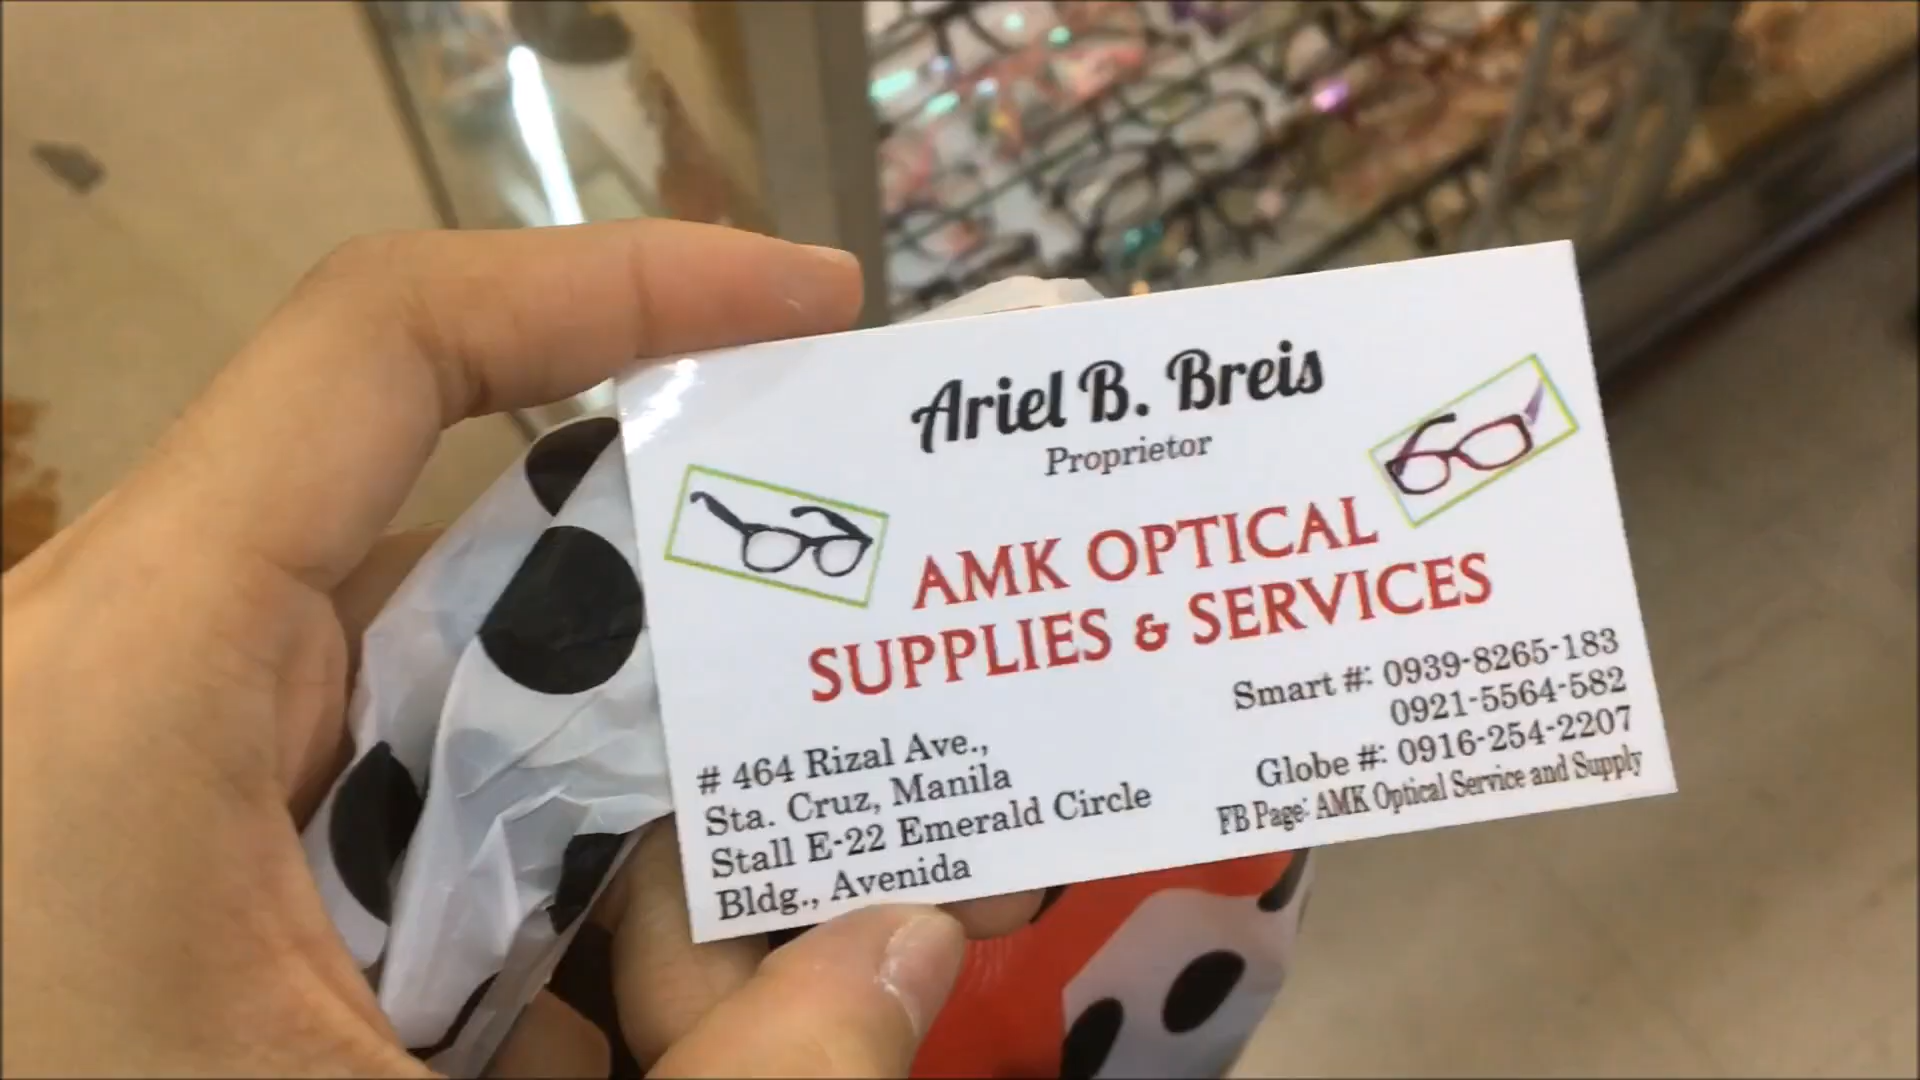 Ariel B. Breis
Proprietor
AMK OPTICAL
SUPPLIES & SERVICES
# 464 Rizal Ave.,
Sta. Cruz, Manila
Stall E-22 Emerald Circle
Bldg., Avenida
Smart #: 0939-8265-183
0921-5564-582
Globe #: 0916-254-2207
FB Page: AMK Optical Service and Supply